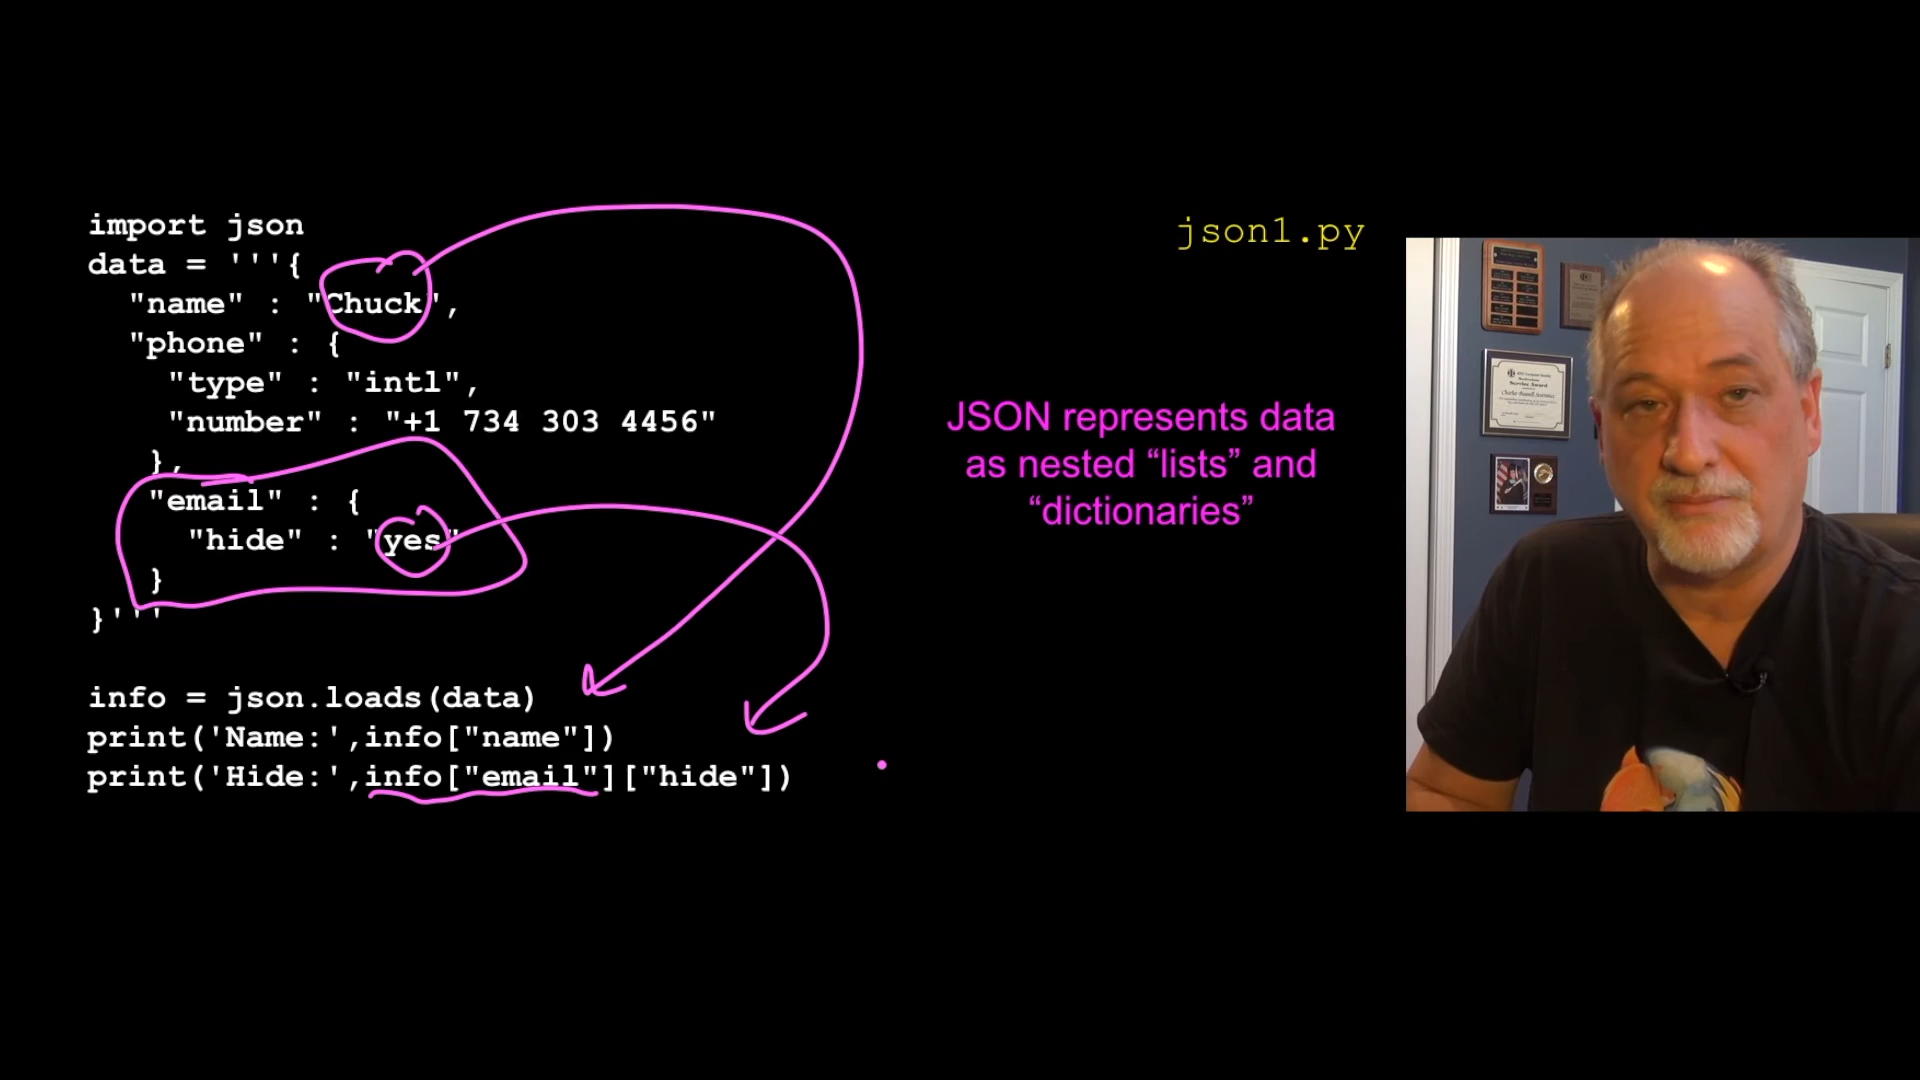 import json
data = '''{
"name" : "Chuck",
"phone" : {
"type" : "intl",
"number" : "+1 734 303 4456"
},
"email" : {
"hide" : "yes"
}
}'''
info = json.loads(data)
print('Name:',info["name"])
print('Hide:',info["email"]["hide"])
json1.py
JSON represents data
as nested “lists” and
“dictionaries”
Service Award